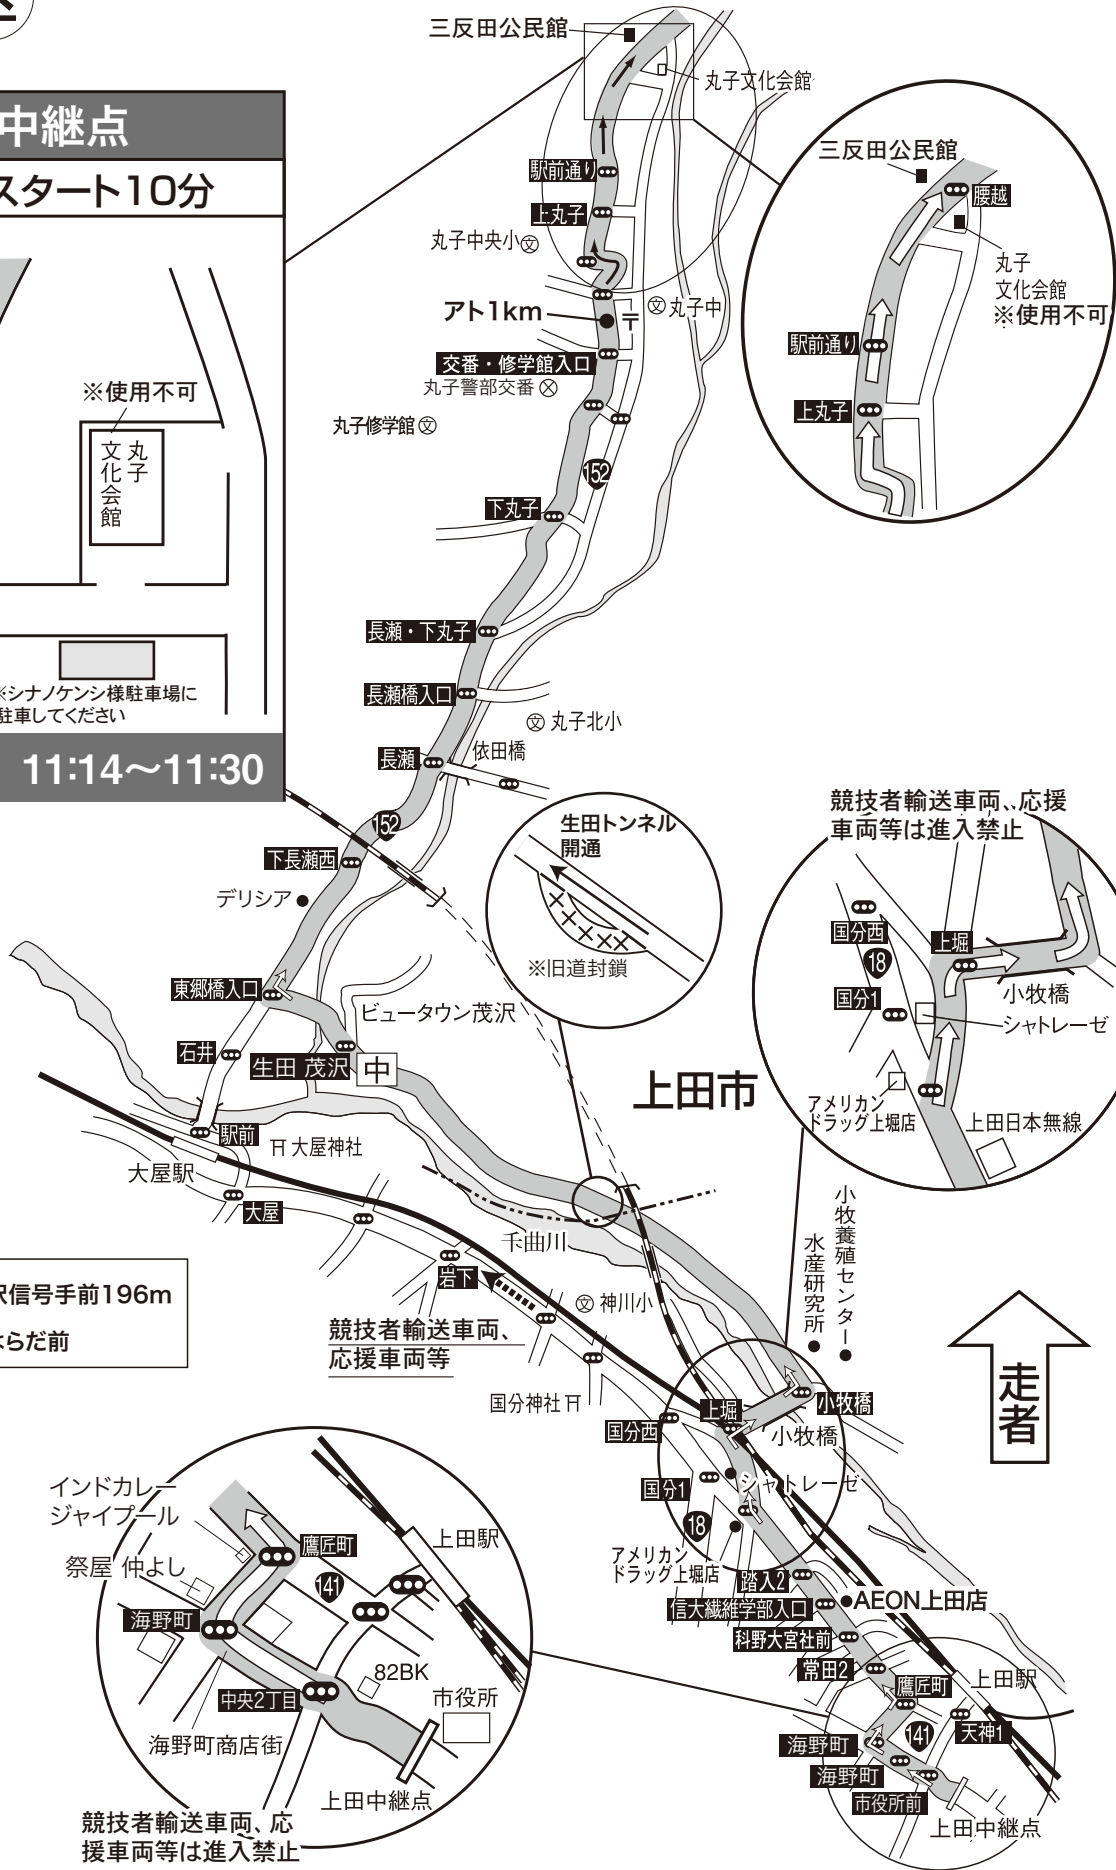 中継点
スタート10分
※使用不可
丸子
文化会館
※シナノケンシ様駐車場に
駐車してください
11:14～11:30
三反田公民館
丸子文化会館
駅前通り
上丸子
丸子中央小
文
アト1km
〒
文
丸子中
交番・修学館入口
丸子警部交番
丸子修学館
文
152
下丸子
長瀬・下丸子
長瀬橋入口
文
丸子北小
長瀬
依田橋
152
下長瀬西
デリシア
東郷橋入口
ビュータウン茂沢
石井
生田 茂沢
中
駅前
大屋神社
大屋駅
大屋
三反田公民館
腰越
丸子
文化会館
※使用不可
駅前通り
上丸子
生田トンネル
開通
※旧道封鎖
上田市
競技者輸送車両、応援
車両等は進入禁止
国分西
上堀
18
国分1
小牧橋
シャトレーゼ
アメリカン
ドラッグ上堀店
上田日本無線
小牧養殖センター
水産研究所
走者
千曲川
岩下
文
神川小
競技者輸送車両、
応援車両等
国分神社
国分西
上堀
小牧橋
小牧橋
国分1
シャトレーゼ
18
アメリカン
ドラッグ上堀店
踏入2
信大繊維学部入口
AEON上田店
科野大宮社前
常田2
鷹匠町
上田駅
141
天神1
海野町
海野町
市役所前
上田中継点
沢信号手前196m
はらだ前
インドカレー
ジャイプール
祭屋 仲よし
鷹匠町
上田駅
141
海野町
82BK
中央2丁目
市役所
海野町商店街
上田中継点
競技者輸送車両、応
援車両等は進入禁止